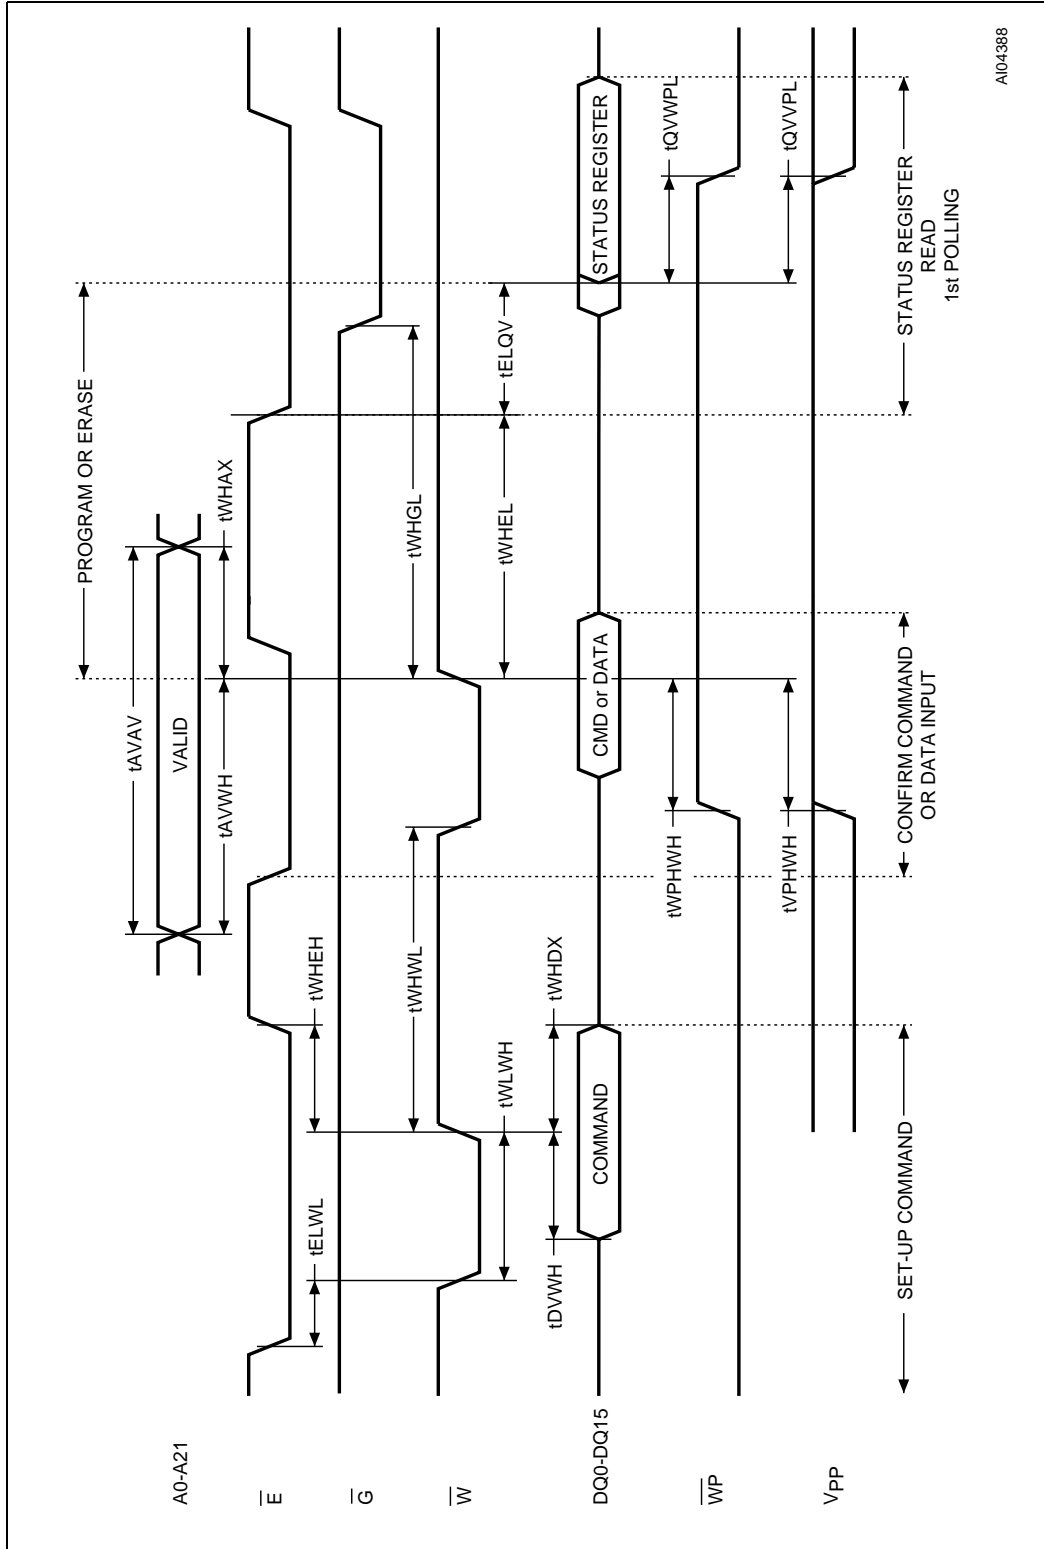 A0-A21
tAVAV
VALID
tAVWH
tWHAX
PROGRAM OR ERASE
E
tELWL
tWHEH
G
tWHWL
tWHGL
W
tWLWH
tWHEL
tELQV
tDVWH
tWHDX
DQ0-DQ15
COMMAND
CMD or DATA
STATUS REGISTER
WP
tWPHWH
tQVWPL
VPP
tVPHWH
tQVVPL
SET-UP COMMAND
CONFIRM COMMAND
OR DATA INPUT
STATUS REGISTER
READ
1st POLLING
AI04388